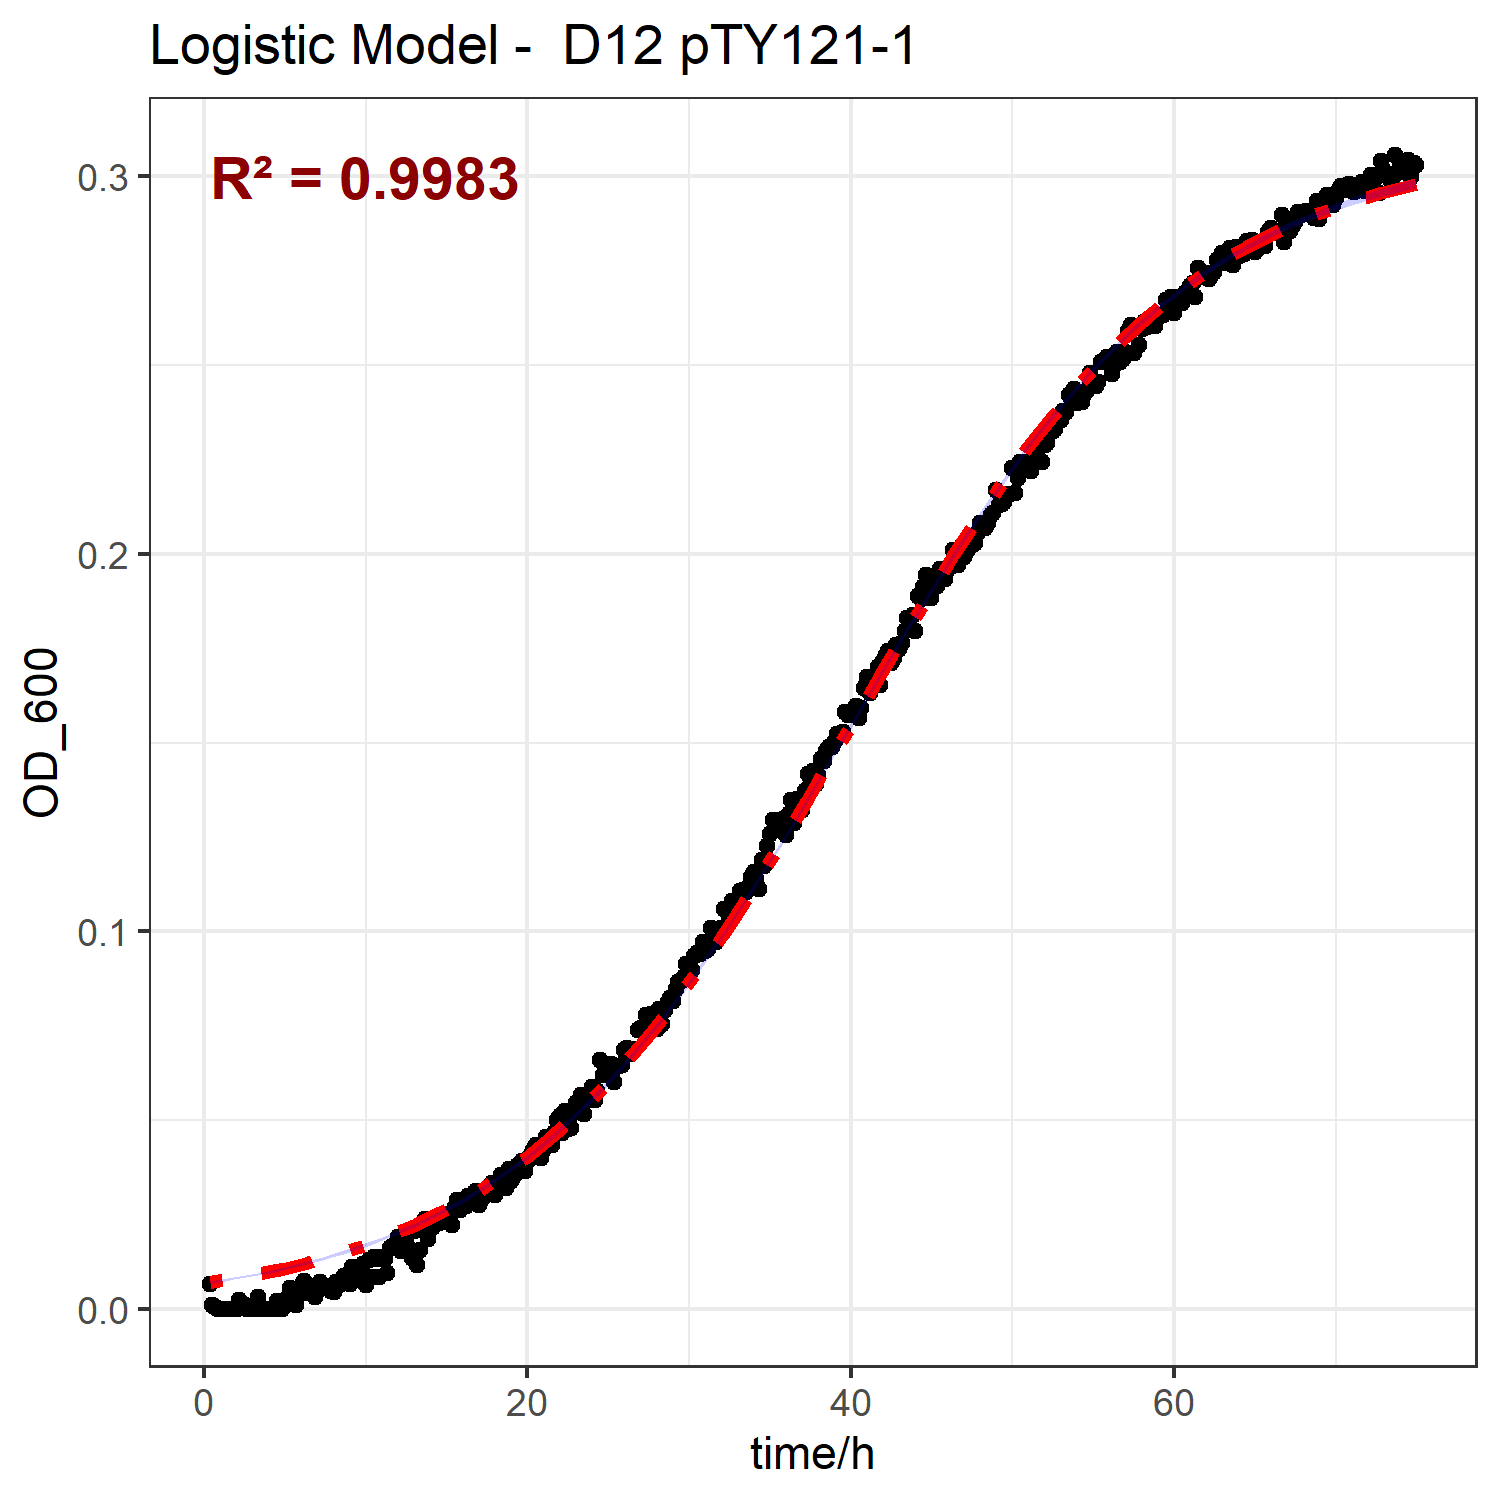 Logistic Model -  D12 pTY121-1
R² = 0.9983
0.3
0.2
0.1
0.0
OD_600
0 20 40 60
time/h